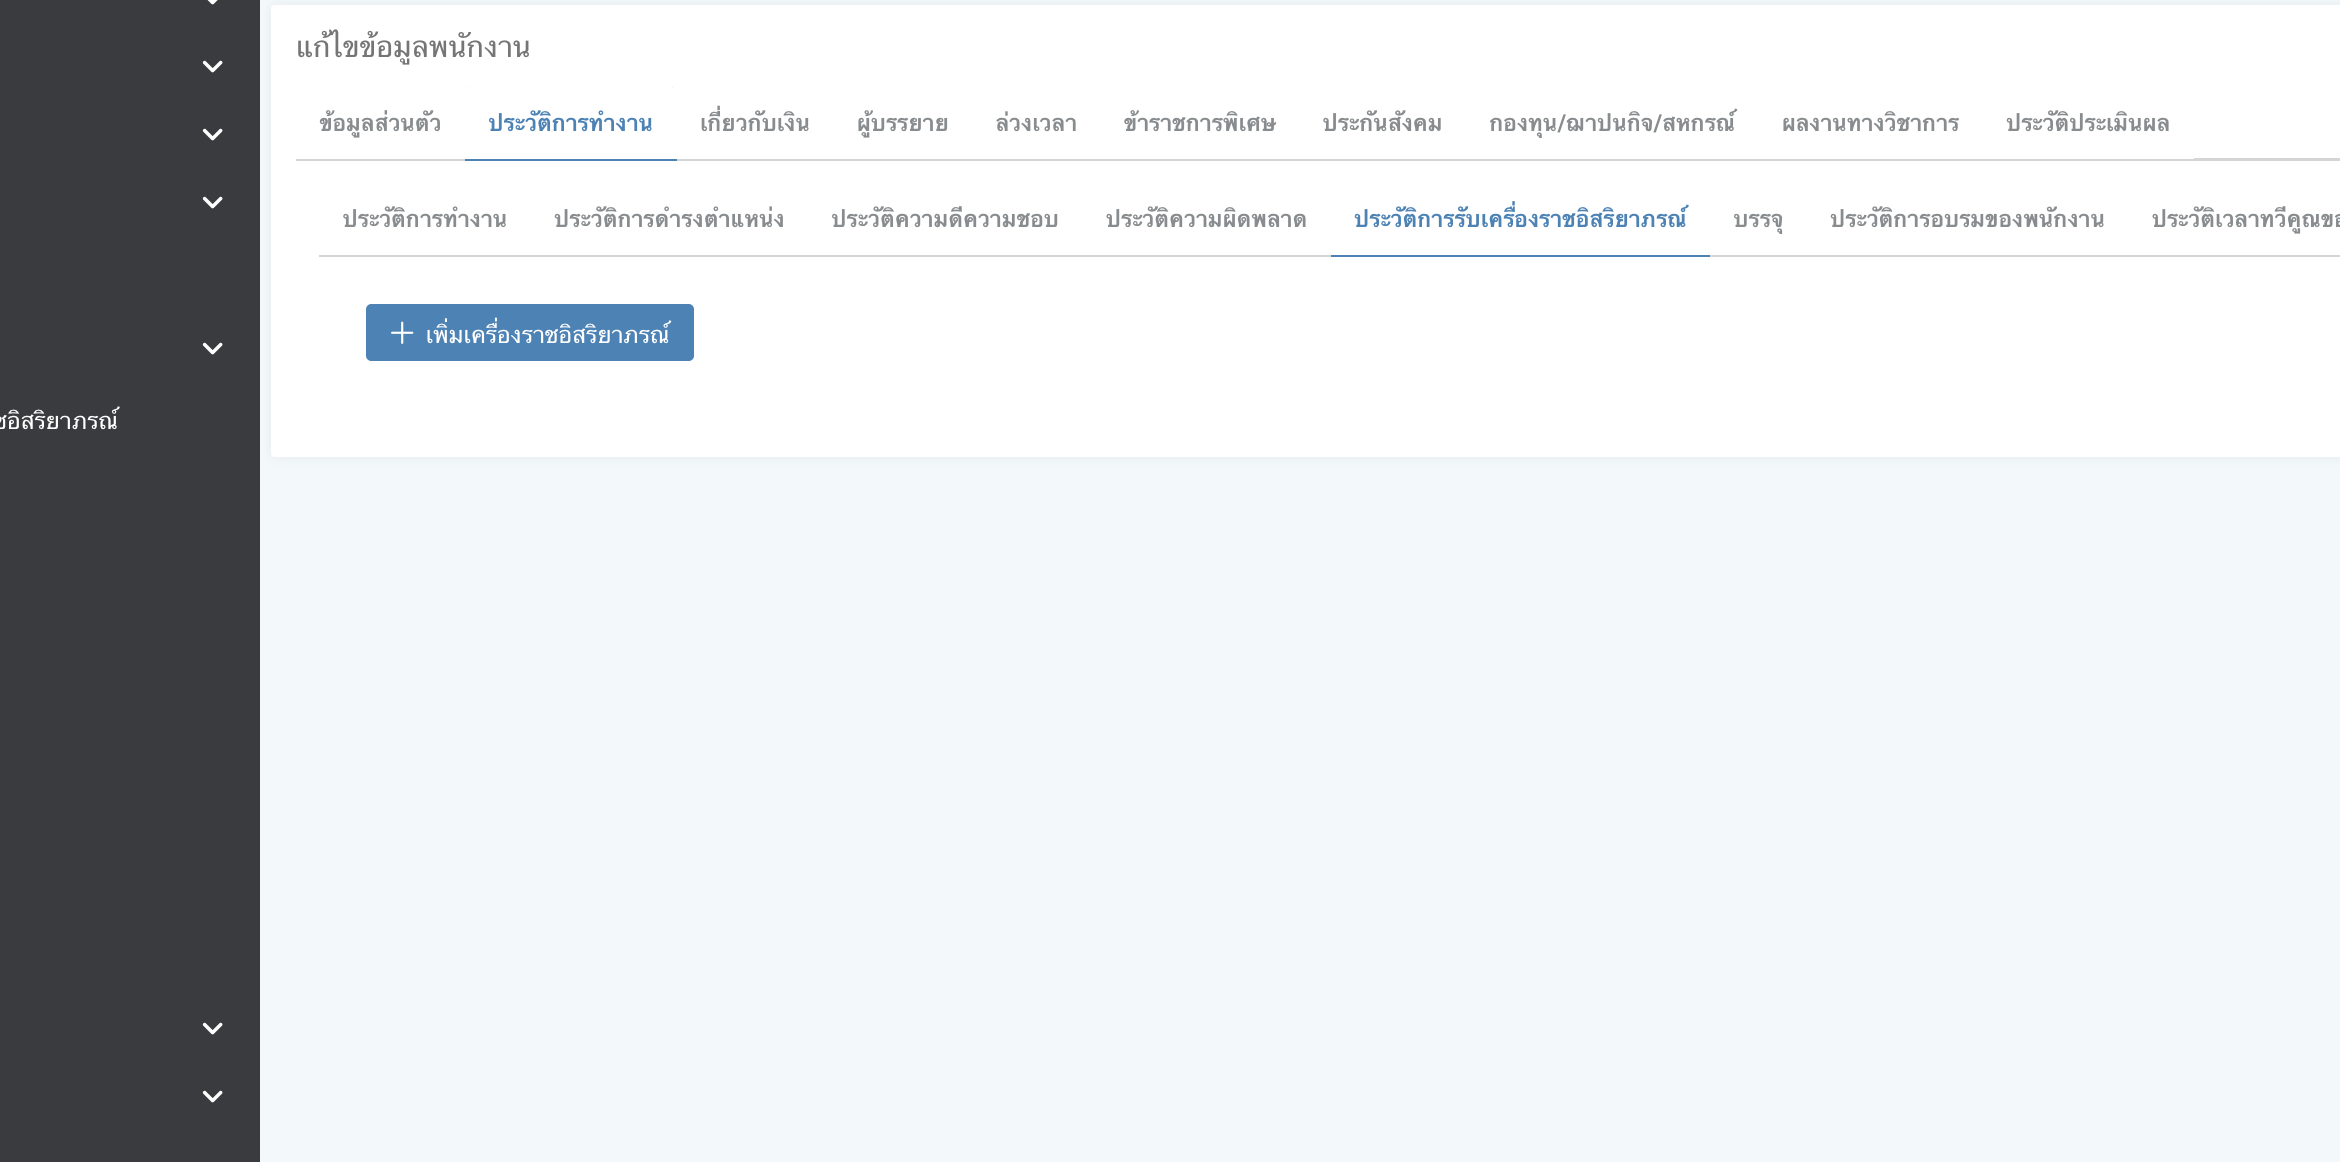 แก้ไขข้อมูลพนักงาน
ข้อมูลส่วนตัว ประวัติการทำงาน เกี่ยวกับเงิน ผู้บรรยาย ล่วงเวลา ข้าราชการพิเศษ ประกันสังคม กองทุน/ฌาปนกิจ/สหกรณ์ ผลงานทางวิชาการ ประวัติประเมินผล
ประวัติการทำงาน ประวัติการดำรงตำแหน่ง ประวัติความดีความชอบ ประวัติความผิดพลาด ประวัติการรับเครื่องราชอิสริยาภรณ์ บรรจุ ประวัติการอบรมของพนักงาน ประวัติเวลาทวีคูณขอ
+ เพิ่มเครื่องราชอิสริยาภรณ์
ชอิสริยาภรณ์